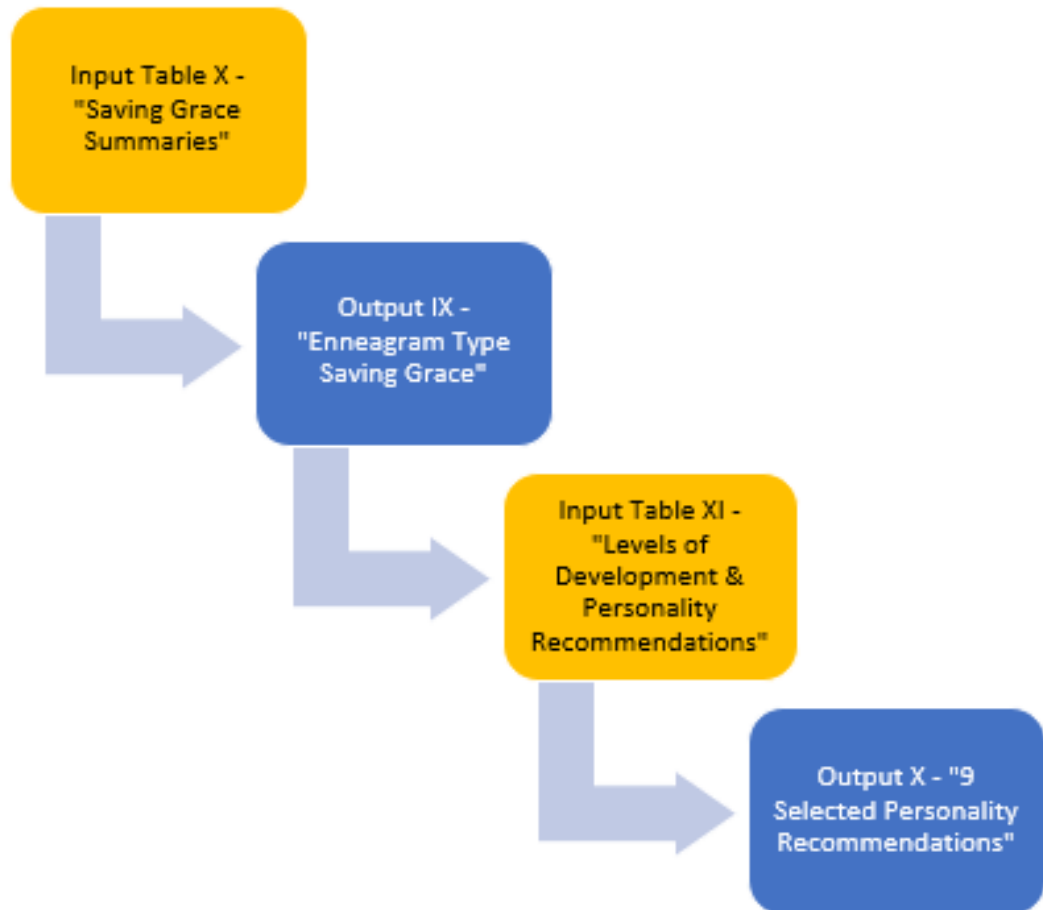 Input Table X -
"Saving Grace
Summaries"
Output IX -
"Enneagram Type
Saving Grace"
Input Table XI -
"Levels of
Development &
Personality
Recommendations"
Output X - "9
Selected Personality
Recommendations"